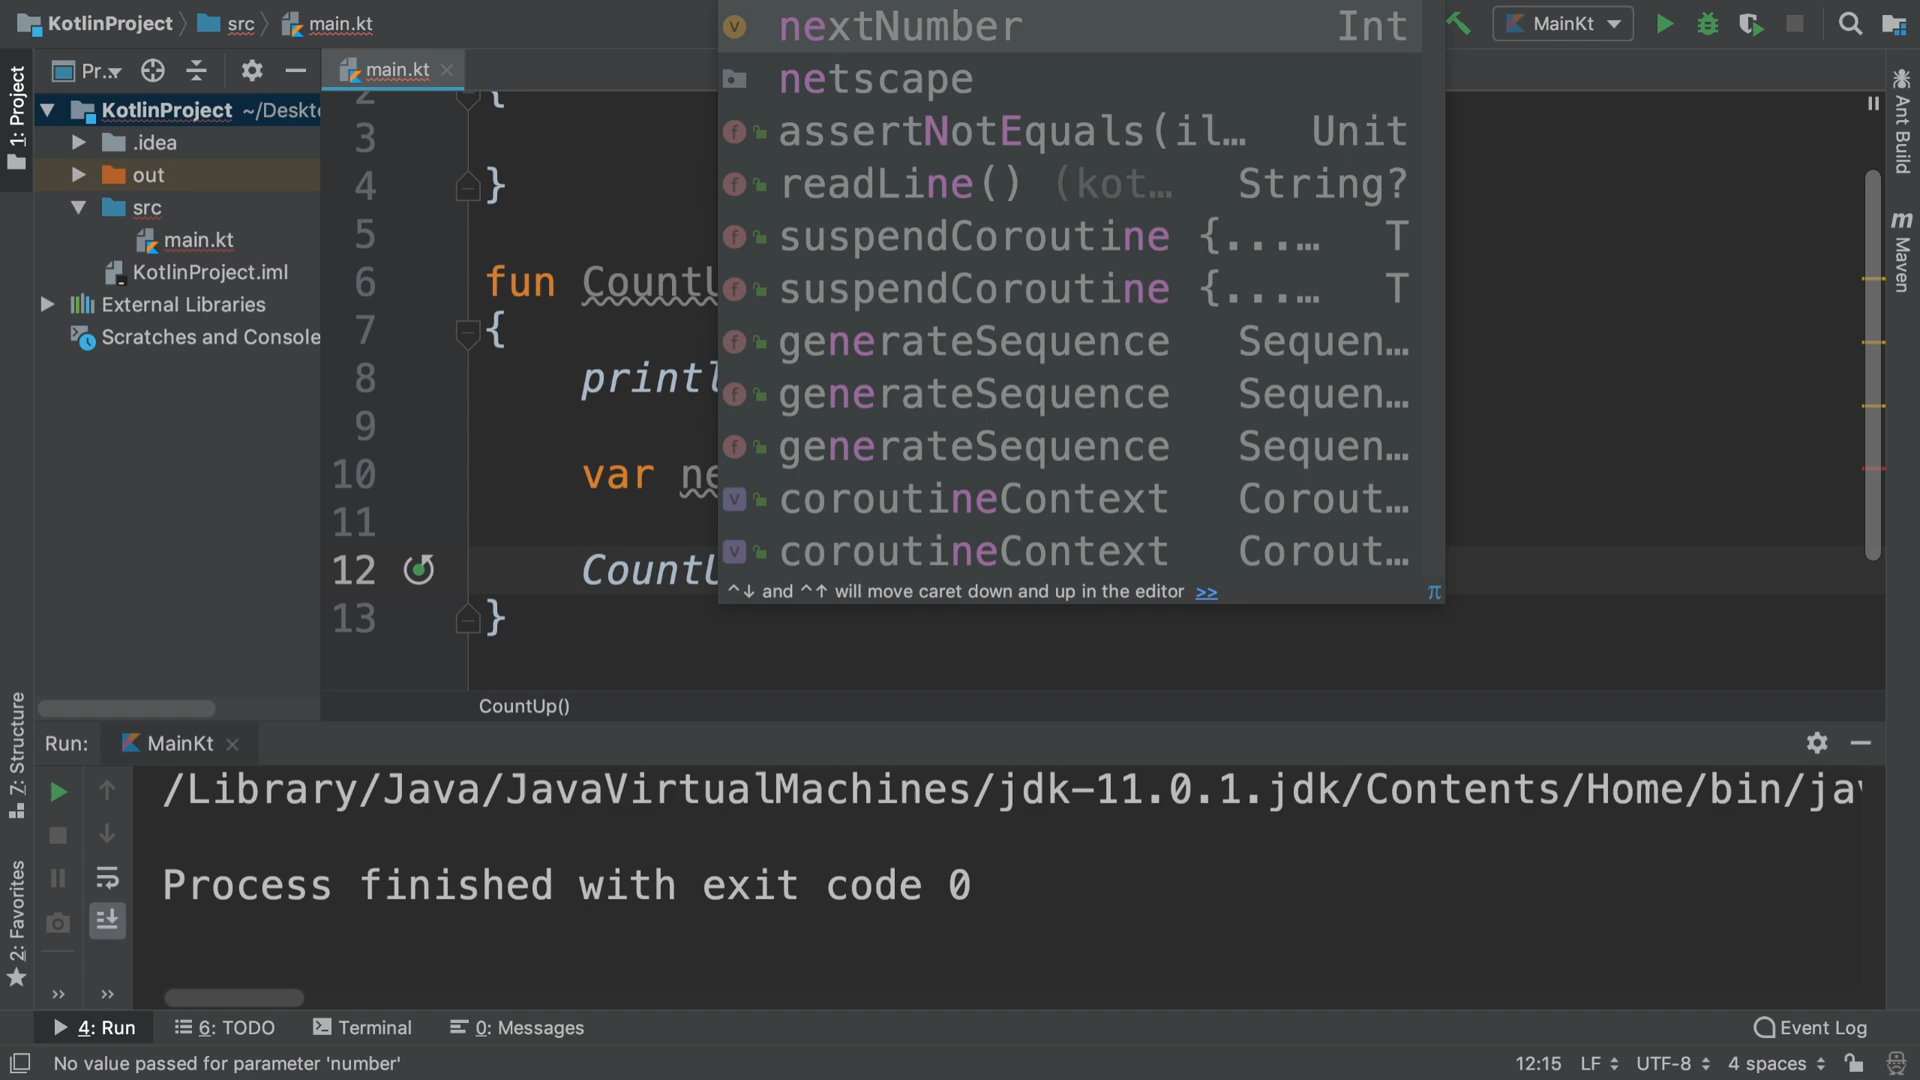 KotlinProject src main.kt
MainKt
Pr..
main.kt
1: Project
KotlinProject ~/Deskt
.idea
out
src
main.kt
KotlinProject.iml
External Libraries
Scratches and Console
2 {
3
4 }
5
6 fun Count
7 {
8 print
9
10 var ne
11
12 Count
13 }
nextNumber Int
netscape
assertNotEquals(il… Unit
readLine() (kot… String?
suspendCoroutine {...… T
suspendCoroutine {...… T
generateSequence Sequen…
generateSequence Sequen…
generateSequence Sequen…
coroutineContext Corout…
coroutineContext Corout…
^↓ and ^↑ will move caret down and up in the editor >> π
CountUp()
Ant Build
m Maven
7: Structure
2: Favorites
Run: MainKt
/Library/Java/JavaVirtualMachines/jdk-11.0.1.jdk/Contents/Home/bin/jav
Process finished with exit code 0
4: Run 6: TODO Terminal 0: Messages Event Log
No value passed for parameter 'number' 12:15 LF UTF-8 4 spaces